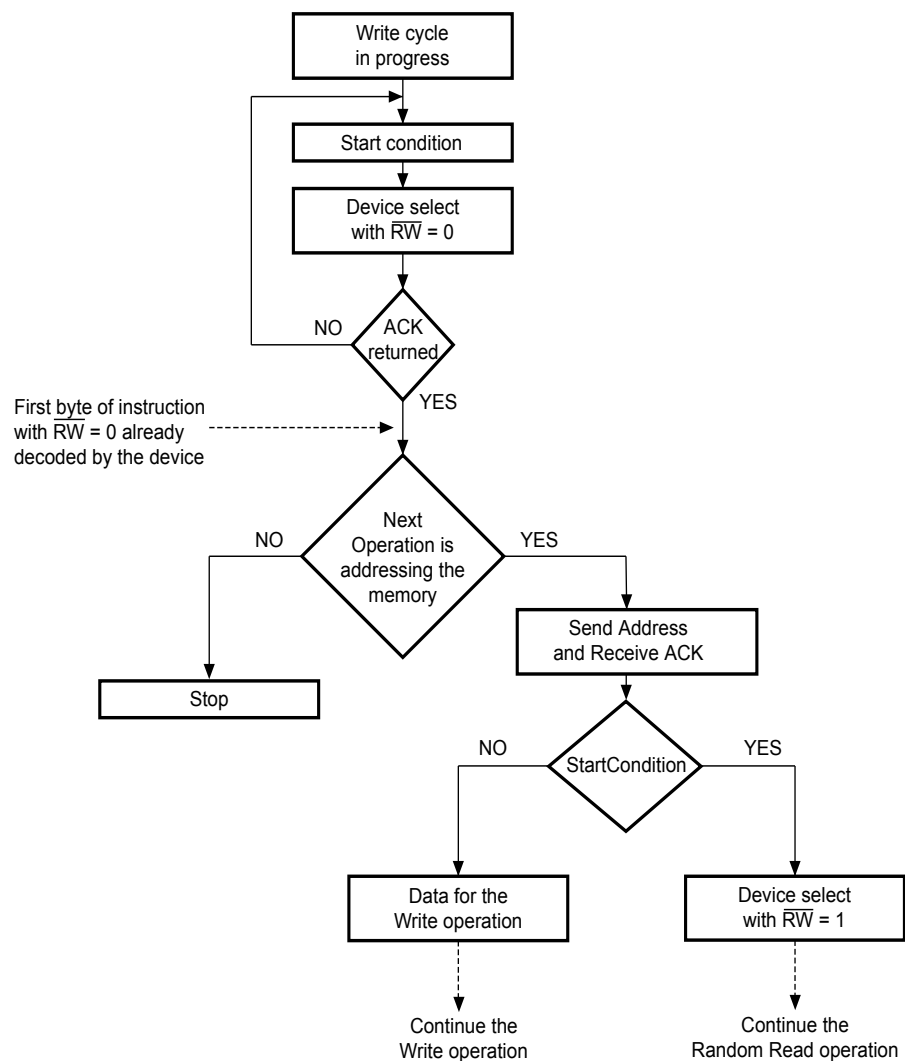 Write cycle
in progress
Start condition
Device select
with R̅W̅ = 0
NO
ACK
returned
YES
First byte of instruction
with R̅W̅ = 0 already
decoded by the device
NO
Next
Operation is
addressing the
memory
YES
Send Address
and Receive ACK
Stop
NO
StartCondition
YES
Data for the
Write operation
Device select
with R̅W̅ = 1
Continue the
Write operation
Continue the
Random Read operation